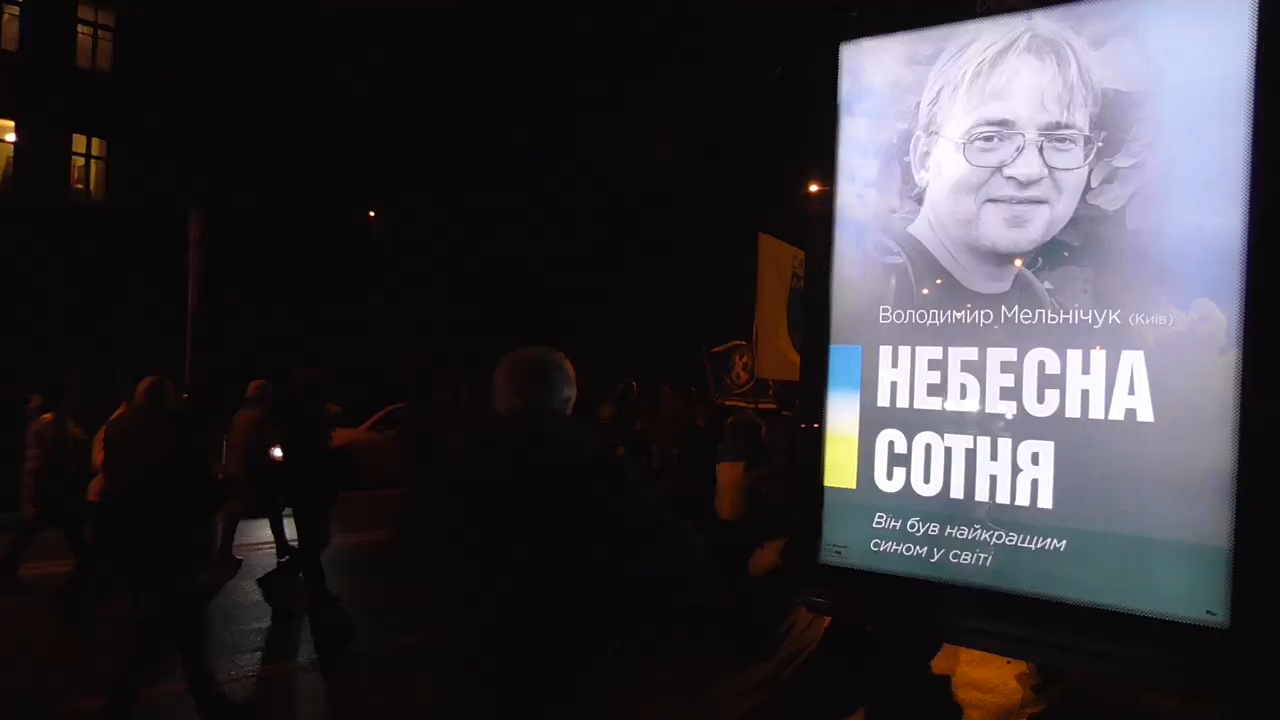 Володимир Мельнічук (Київ)
НЕБЕСНА
СОТНЯ
Він був найкращим
сином у світі